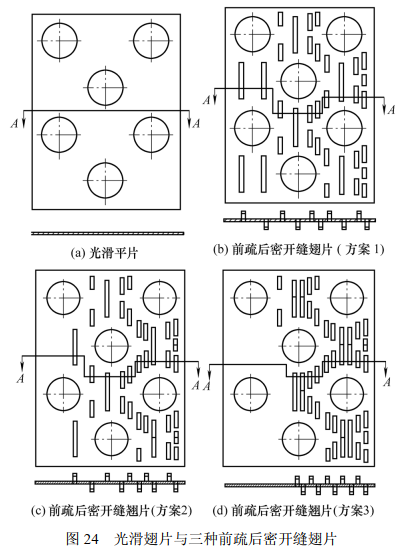 A A
A A
(a) 光滑平片
(b) 前疏后密开缝翅片 ( 方案 1)
A A
A A
(c) 前疏后密开缝翅片(方案2)
(d) 前疏后密开缝翅片(方案3)
图 24 光滑翅片与三种前疏后密开缝翅片